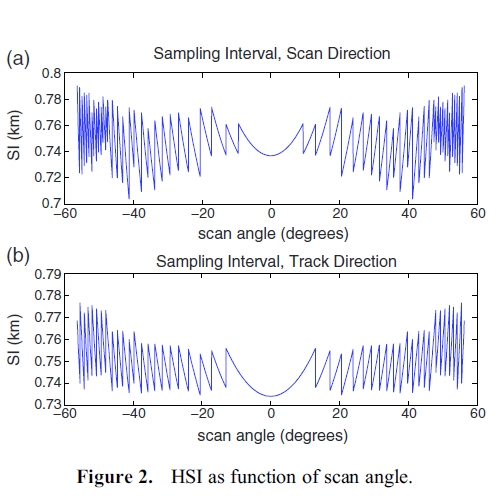 (a)
Sampling Interval, Scan Direction
0.8
0.78
0.76
0.74
0.72
0.7
SI (km)
−60 −40 −20 0 20 40 60
scan angle (degrees)
(b)
Sampling Interval, Track Direction
0.79
0.78
0.77
0.76
0.75
0.74
0.73
SI (km)
−60 −40 −20 0 20 40 60
scan angle (degrees)
Figure 2. HSI as function of scan angle.